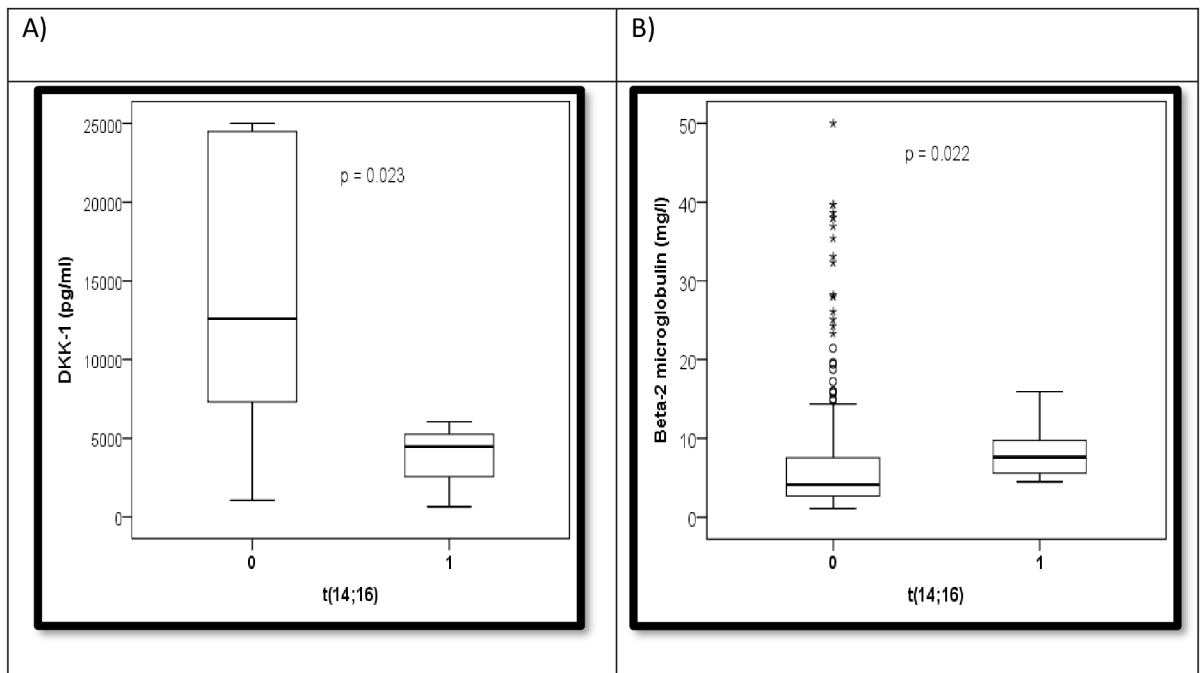 A)
B)
25000
20000
15000
10000
5000
0
DKK-1 (pg/ml)
p = 0.023
0
1
t(14;16)
50
40
30
20
10
0
Beta-2 microglobulin (mg/l)
p = 0.022
0
1
t(14;16)